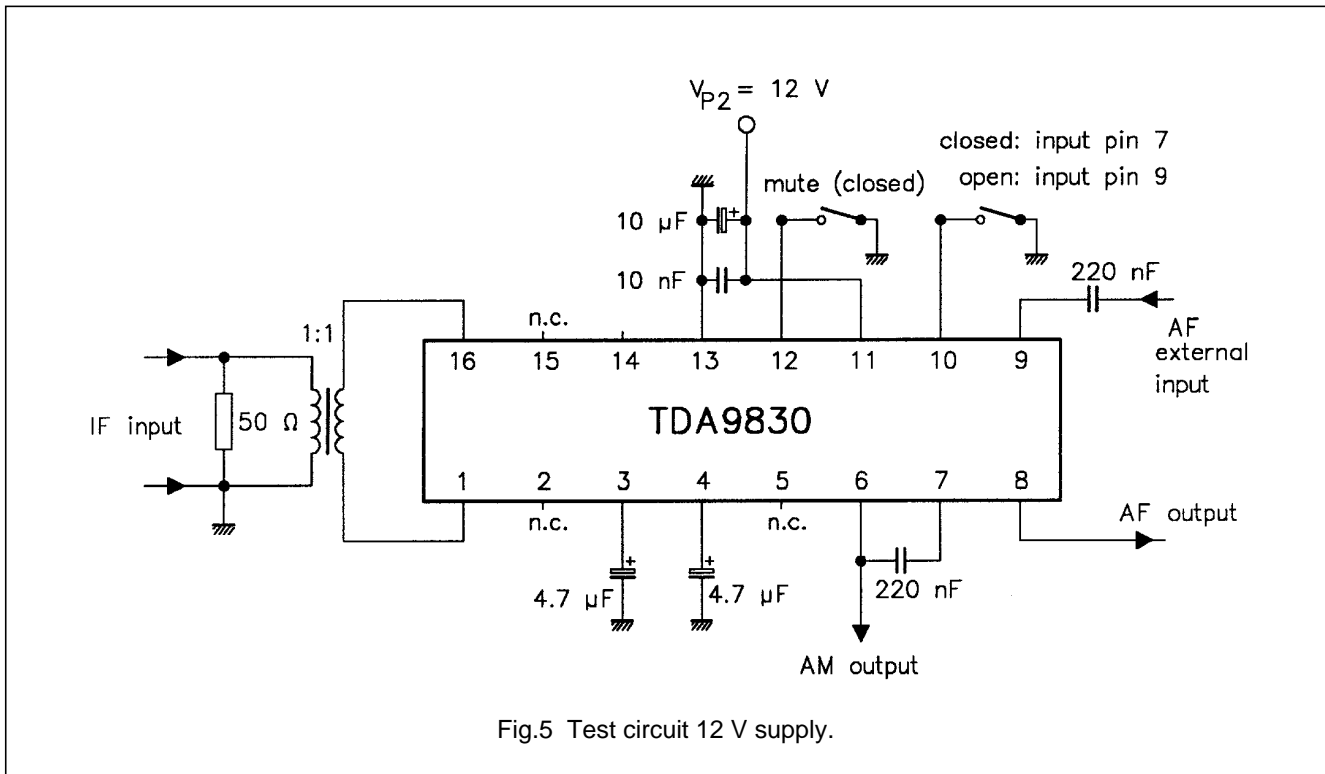 V_P2 = 12 V
closed: input pin 7
mute (closed)
open: input pin 9
10 µF
+
10 nF
220 nF
n.c.
1:1
AF
external
input
16 15 14 13 12 11 10 9
IF input
50 Ω
TDA9830
1 2 3 4 5 6 7 8
n.c.
n.c.
AF output
+
+
4.7 µF
4.7 µF
220 nF
AM output
Fig.5 Test circuit 12 V supply.